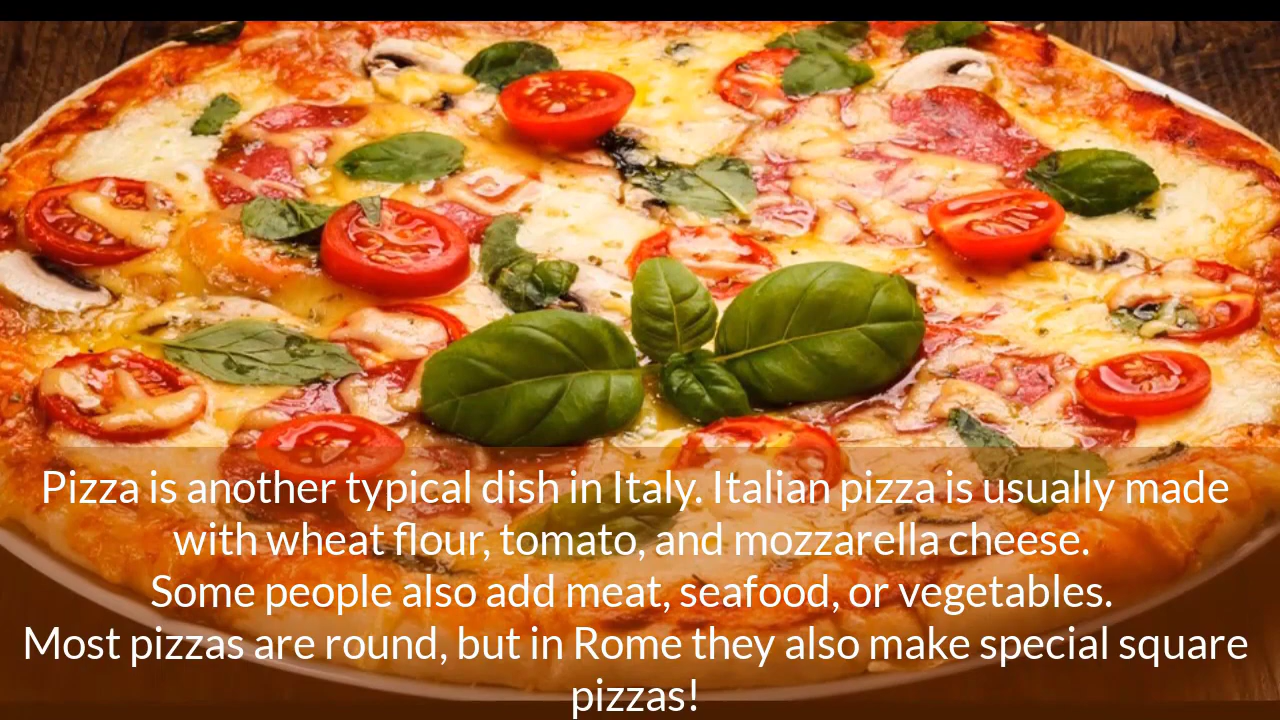 Pizza is another typical dish in Italy. Italian pizza is usually made
with wheat flour, tomato, and mozzarella cheese.
Some people also add meat, seafood, or vegetables.
Most pizzas are round, but in Rome they also make special square
pizzas!